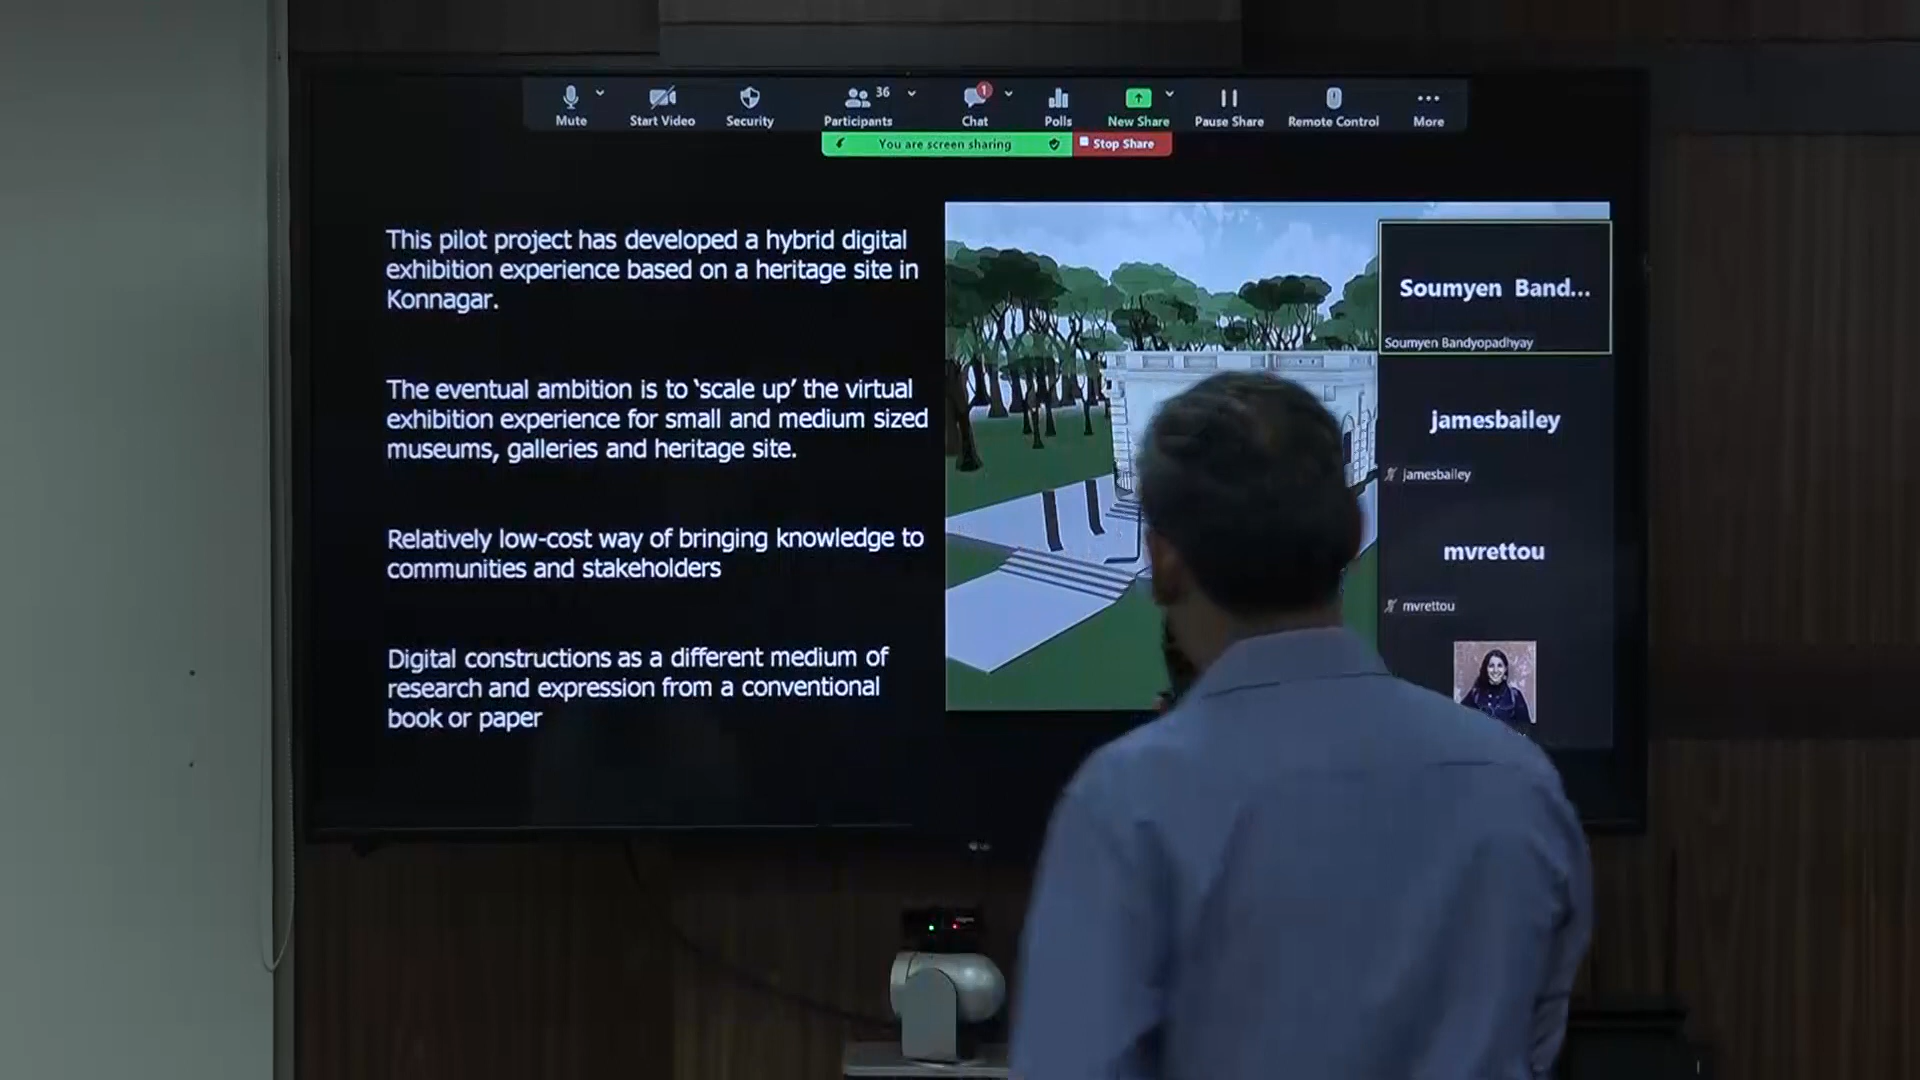 36
1
Mute
Start Video
Security
Participants
Chat
Polls
New Share
Pause Share
Remote Control
More
You are screen sharing
Stop Share
This pilot project has developed a hybrid digital
exhibition experience based on a heritage site in
Konnagar.
The eventual ambition is to ‘scale up’ the virtual
exhibition experience for small and medium sized
museums, galleries and heritage site.
Relatively low-cost way of bringing knowledge to
communities and stakeholders
Digital constructions as a different medium of
research and expression from a conventional
book or paper
Soumyen Band...
Soumyen Bandyopadhyay
jamesbailey
jamesbailey
mvrettou
mvrettou